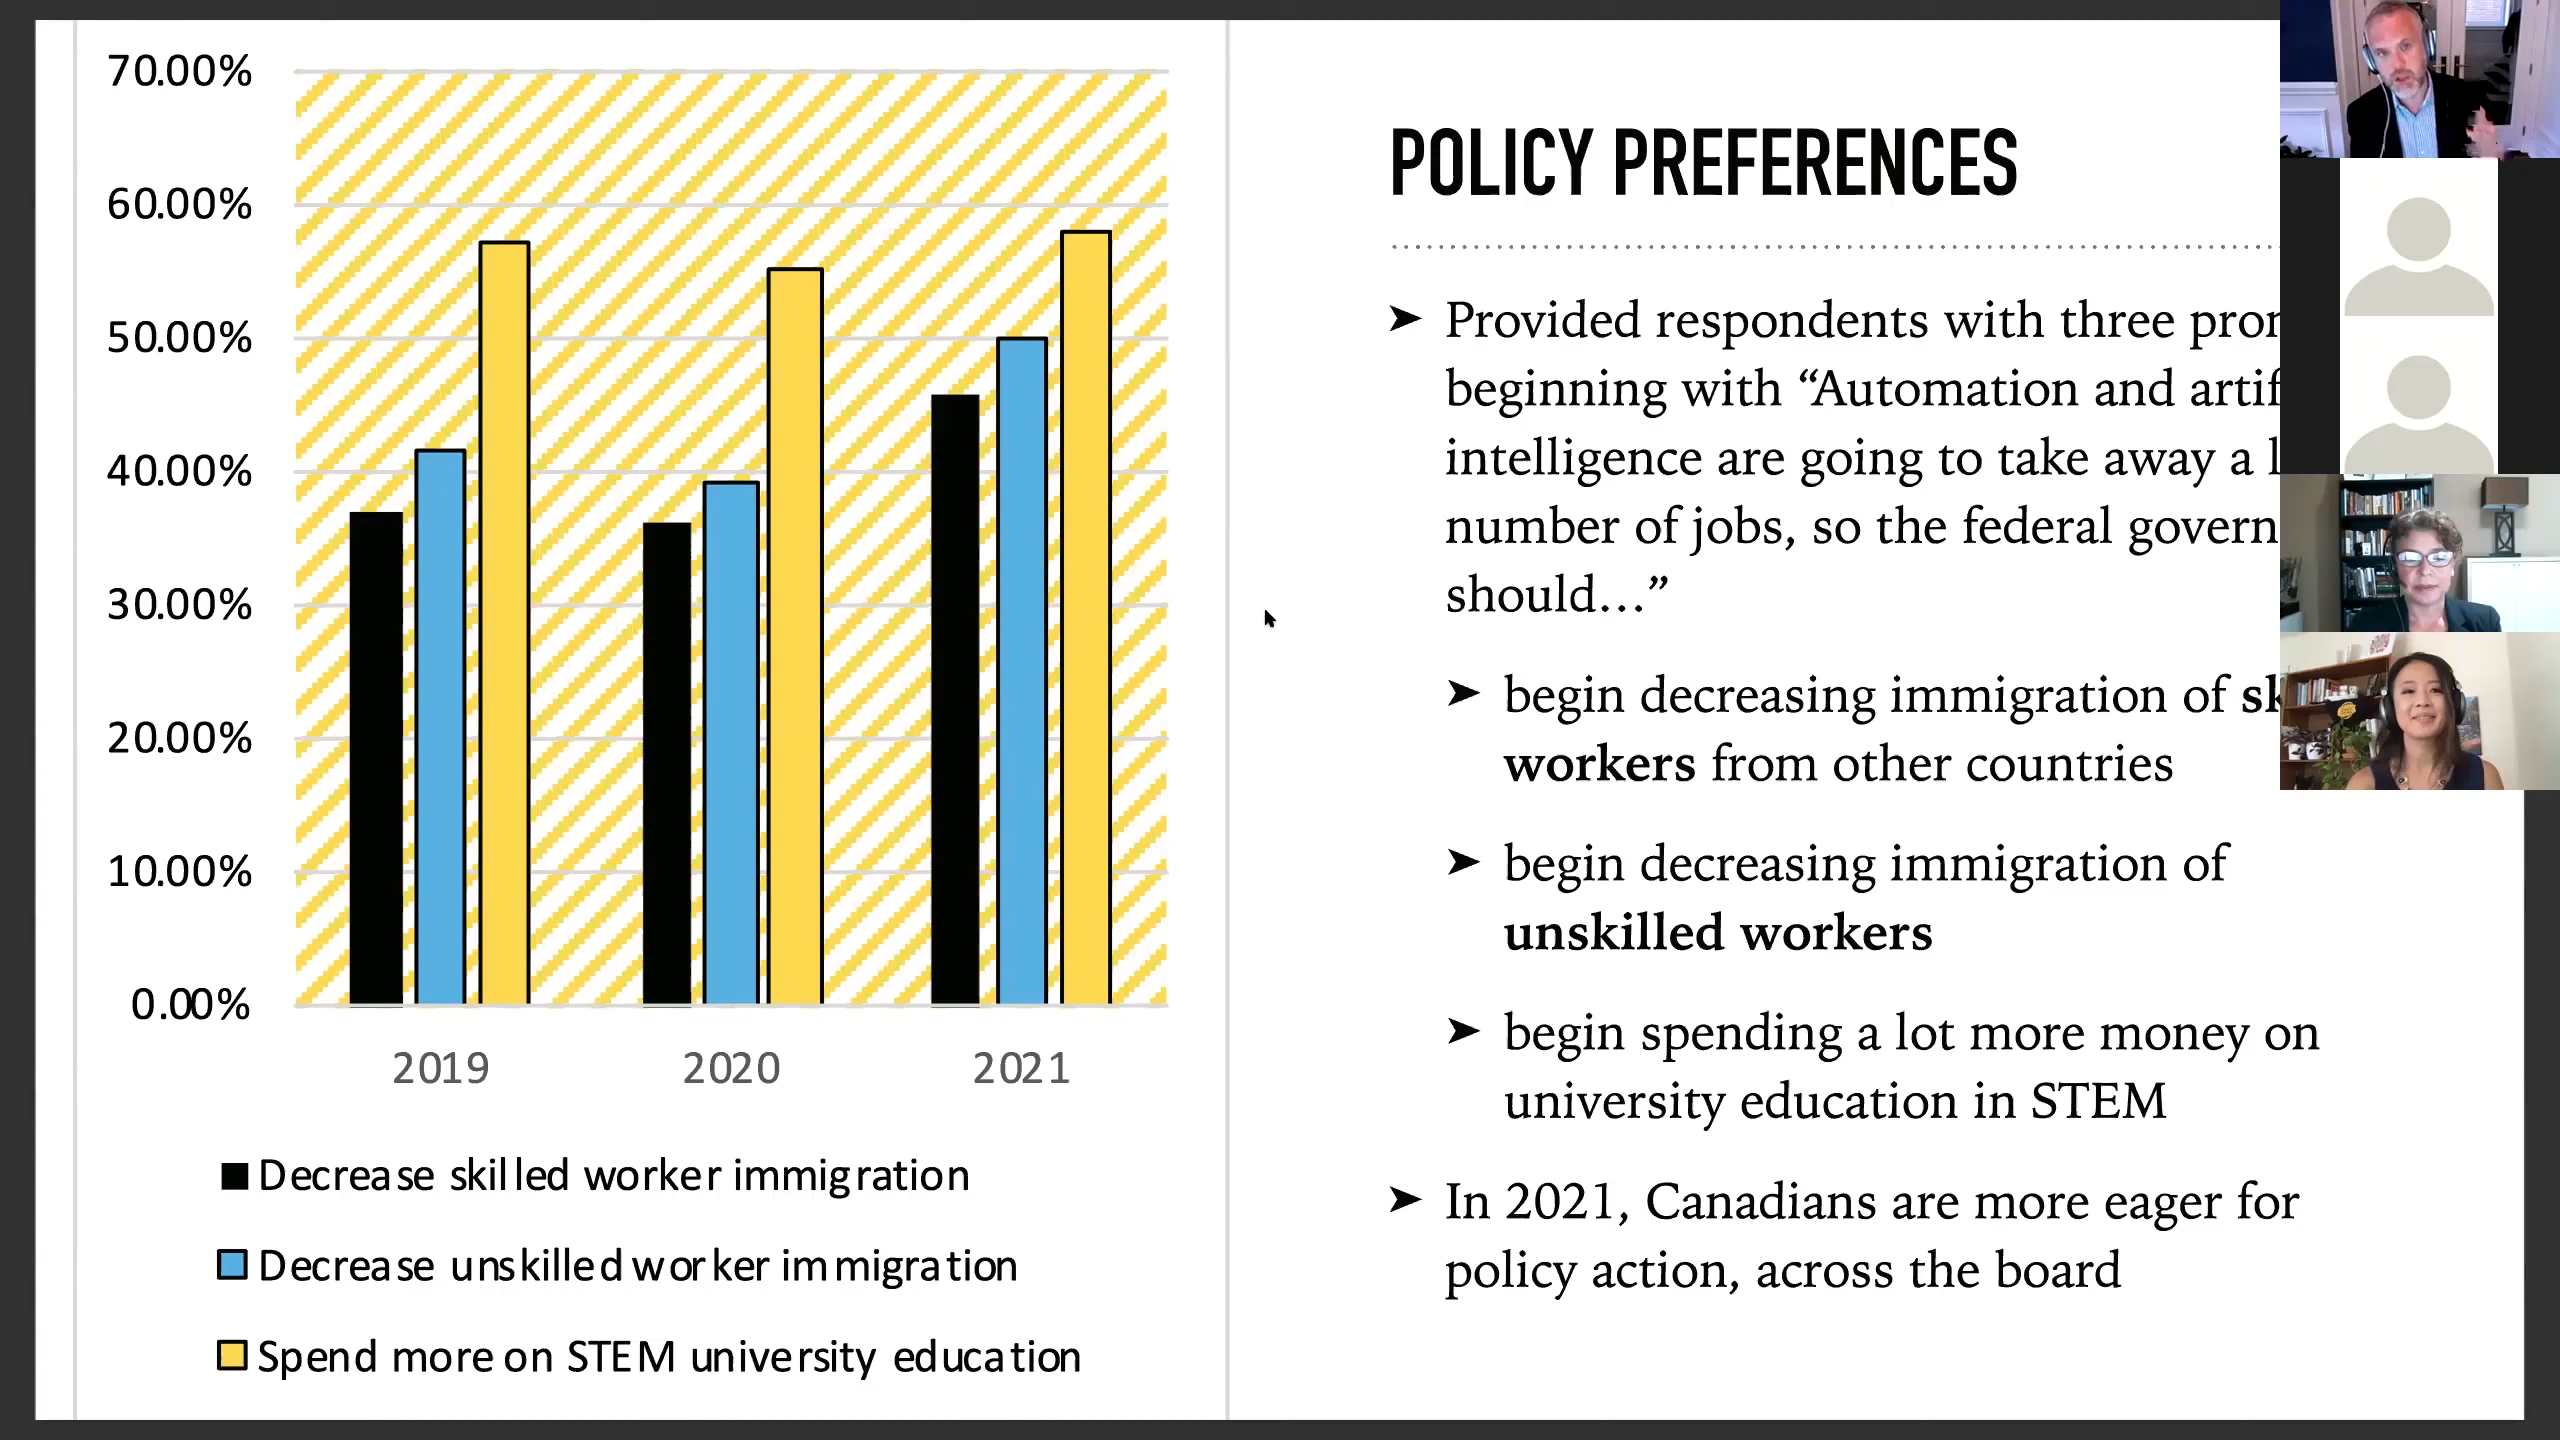 70.00%
60.00%
50.00%
40.00%
30.00%
20.00%
10.00%
0.00%
2019 2020 2021
Decrease skilled worker immigration
Decrease unskilled worker immigration
Spend more on STEM university education
POLICY PREFERENCES
➤ Provided respondents with three
beginning with “Automation and
intelligence are going to take away a
number of jobs, so the federal
should…”
➤ begin decreasing immigration of
workers from other countries
➤ begin decreasing immigration of
unskilled workers
➤ begin spending a lot more money on
university education in STEM
➤ In 2021, Canadians are more eager for
policy action, across the board